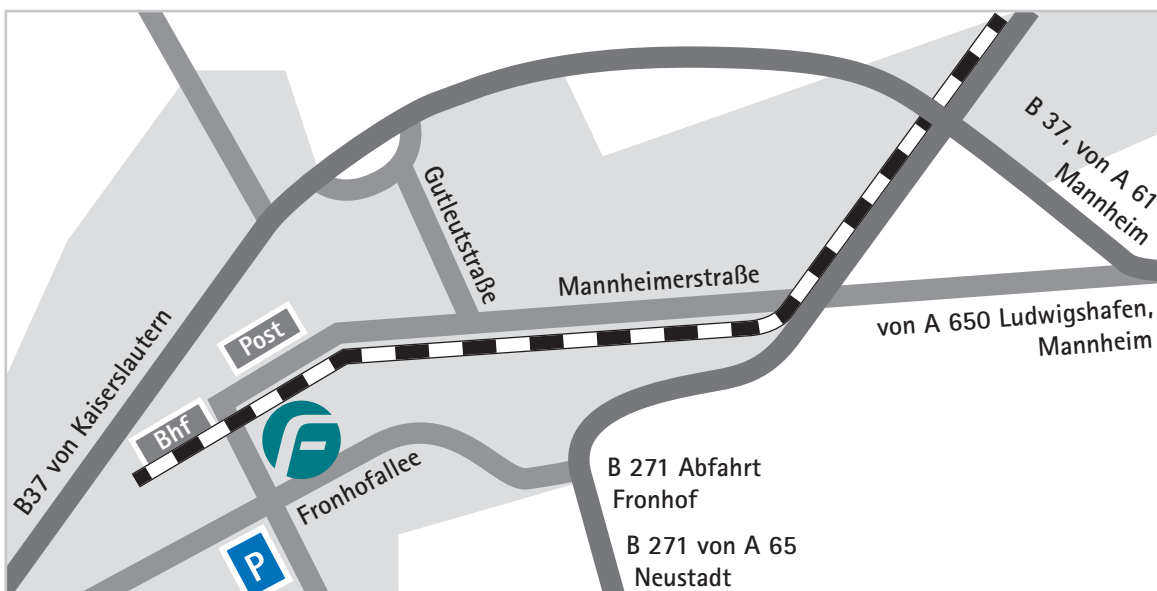 B 37, von A 61
Mannheim
Gutleutstraße
Mannheimerstraße
von A 650 Ludwigshafen,
Mannheim
Post
B37 von Kaiserslautern
Bhf
F
Fronhofallee
B 271 Abfahrt
Fronhof
P
B 271 von A 65
Neustadt